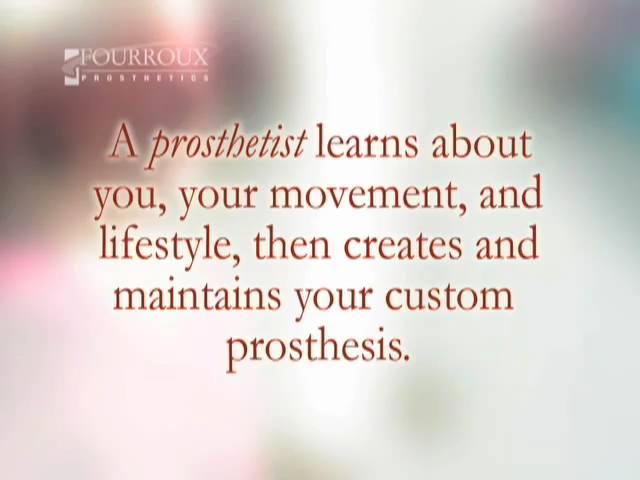 FOURROUX
PROSTHETICS
A prosthetist learns about
you, your movement, and
lifestyle, then creates and
maintains your custom
prosthesis.